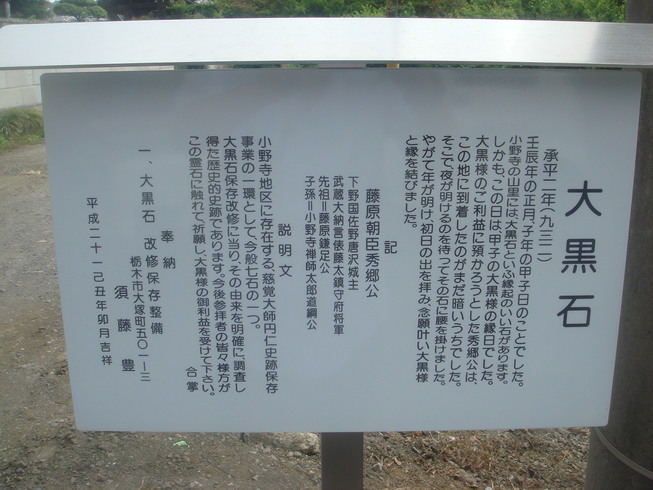 大黒石
承平二年(九三二)
壬辰年の正月、子年の甲子日のことでした。
小野寺の山里には、大黒石といふ縁起のいい石があります。
しかも、この日は、甲子の大黒様の縁日でした。
大黒様のご利益に預かろうとした秀郷公は、
この地に到着したのがまだ暗いうちでした。
そこで夜が明けるのを待ってその石に腰を掛けました。
やがて年が明け、初日の出を拝み、念願叶い大黒様
と縁を結びました。
記
藤原朝臣秀郷公
下野国佐野唐沢城主
武蔵大納言俵藤太鎮守府将軍
先祖=藤原鎌足公
子孫=小野寺禅師太郎道綱公
説明文
小野寺地区に存在する、慈覚大師円仁史跡保存
事業の一環として、今般七石の一つ。
大黒石保存改修に当り、その由来を明確に、調査し
得た歴史的史跡であります。今後参拝者の皆々様方が
この霊石に触れて、祈願し、大黒様の御利益を受けて下さい。
合掌
奉納
一、大黒石 改修保存整備
栃木市大塚町五〇一ー三
須藤 豊
平成二十一己丑年卯月吉祥